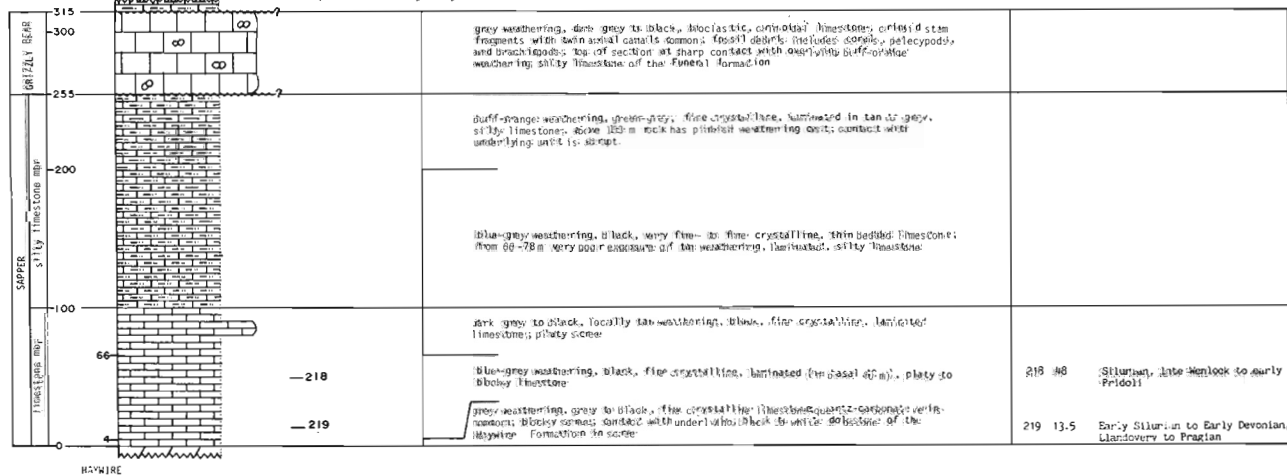 315
300
GRIZZLY BEAR
grey weathering, dark grey to black, bioclastic, crinoidal limestone; crinoid stem
fragments with twin axial canals common; fossil debris includes corals, pelecypods,
and brachiopods; top of section at sharp contact with overlying buff-orange
weathering silty limestone of the Funeral Formation
?
?
255
buff-orange weathering, green-grey, fine crystalline, laminated in tan to grey,
silty limestone; above m rock has pinkish weathering cast; contact with
underlying unit is abrupt.
200
SAPPER
silty limestone mbr
blue-grey weathering, black, very fine- to fine crystalline, thin bedded limestone;
from 66-78 m very poor exposure of tan weathering, laminated, silty limestone
100
dark grey to black, locally tan weathering, black, fine crystalline, laminated
limestone; platy scree
66
limestone mbr
—218
blue-grey weathering, black, fine crystalline, laminated (in basal m), platy to
blocky limestone
218 48 Silurian, late Wenlock to early
Pridoli
grey weathering, grey to black, fine crystalline limestone; quartz-carbonate veins
common; blocky scree; contact with underlying black to white dolostone of the
Haywire Formation in scree
—219
219 13.5 Early Silurian to Early Devonian,
Llandovery to Pragian
4
0
HAYWIRE